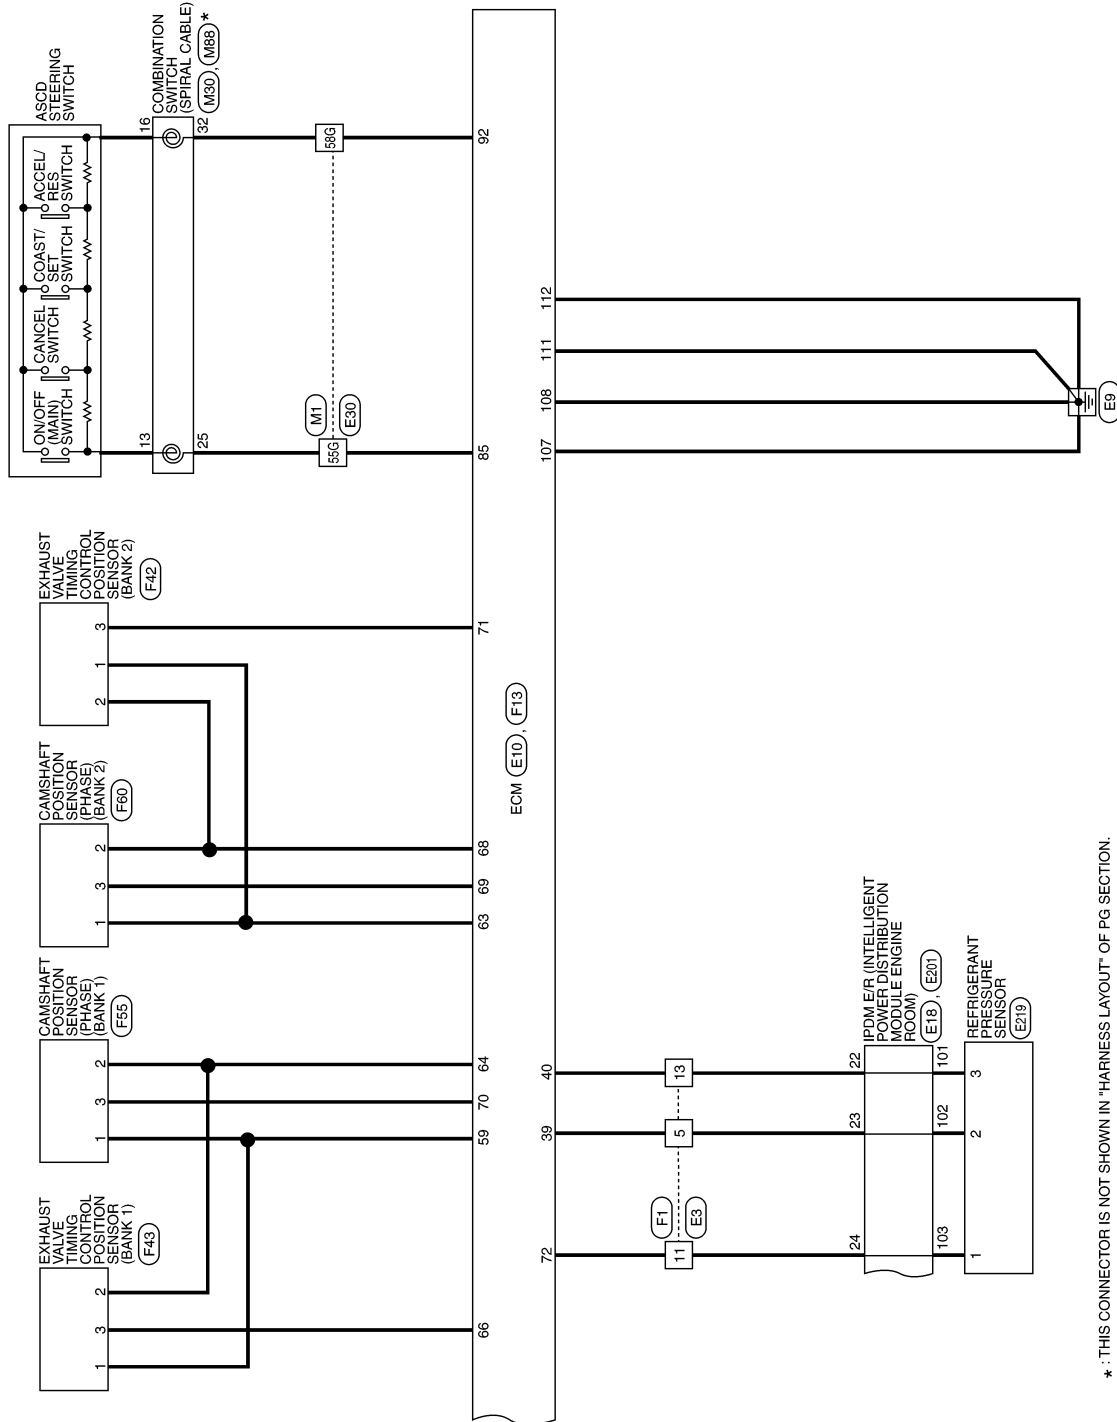 EXHAUST
VALVE
TIMING
CONTROL
POSITION
SENSOR
(BANK 1)
F43
1
3
2
CAMSHAFT
POSITION
SENSOR
(PHASE)
(BANK 1)
F55
1
3
2
CAMSHAFT
POSITION
SENSOR
(PHASE)
(BANK 2)
F60
1
3
2
EXHAUST
VALVE
TIMING
CONTROL
POSITION
SENSOR
(BANK 2)
F42
2
1
3
ASCD
STEERING
SWITCH
ON/OFF
(MAIN)
SWITCH
CANCEL
SWITCH
COAST/
SET
SWITCH
ACCEL/
RES
SWITCH
13
16
COMBINATION
SWITCH
(SPIRAL CABLE)
M30 , M88 *
25
32
M1
E30
55G
58G
66
59
70
64
63
69
68
71
85
92
ECM E10 , F13
72
39
40
107
108
111
112
F1
E3
11
5
13
24
23
22
IPDM E/R (INTELLIGENT
POWER DISTRIBUTION
MODULE ENGINE
ROOM)
E18 , E201
103
102
101
1
2
3
REFRIGERANT
PRESSURE
SENSOR
E219
E9
* : THIS CONNECTOR IS NOT SHOWN IN "HARNESS LAYOUT" OF PG SECTION.